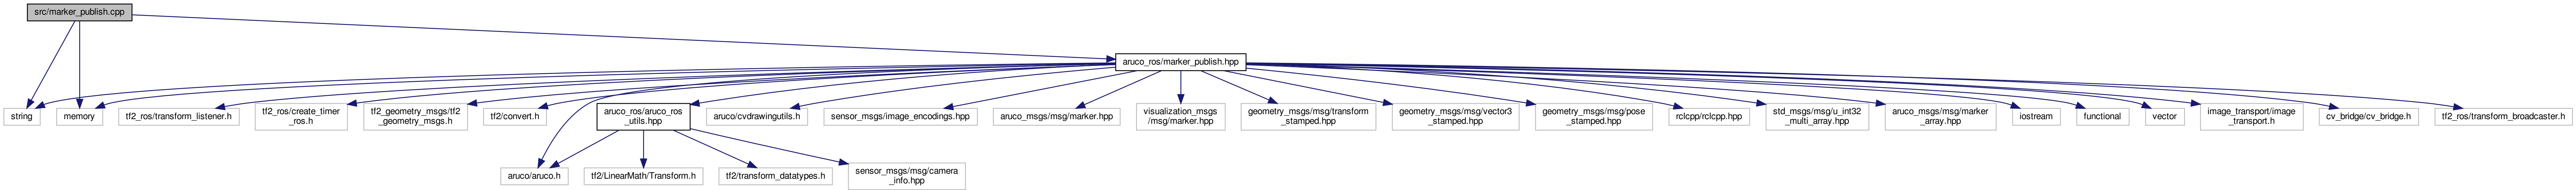 src/marker_publish.cpp
aruco_ros/marker_publish.hpp
string
memory
tf2_ros/transform_listener.h
tf2_ros/create_timer
_ros.h
tf2_geometry_msgs/tf2
_geometry_msgs.h
tf2/convert.h
aruco_ros/aruco_ros
_utils.hpp
aruco/cvdrawingutils.h
sensor_msgs/image_encodings.hpp
aruco_msgs/msg/marker.hpp
visualization_msgs
/msg/marker.hpp
geometry_msgs/msg/transform
_stamped.hpp
geometry_msgs/msg/vector3
_stamped.hpp
geometry_msgs/msg/pose
_stamped.hpp
rclcpp/rclcpp.hpp
std_msgs/msg/u_int32
_multi_array.hpp
aruco_msgs/msg/marker
_array.hpp
iostream
functional
vector
image_transport/image
_transport.h
cv_bridge/cv_bridge.h
tf2_ros/transform_broadcaster.h
aruco/aruco.h
tf2/LinearMath/Transform.h
tf2/transform_datatypes.h
sensor_msgs/msg/camera
_info.hpp